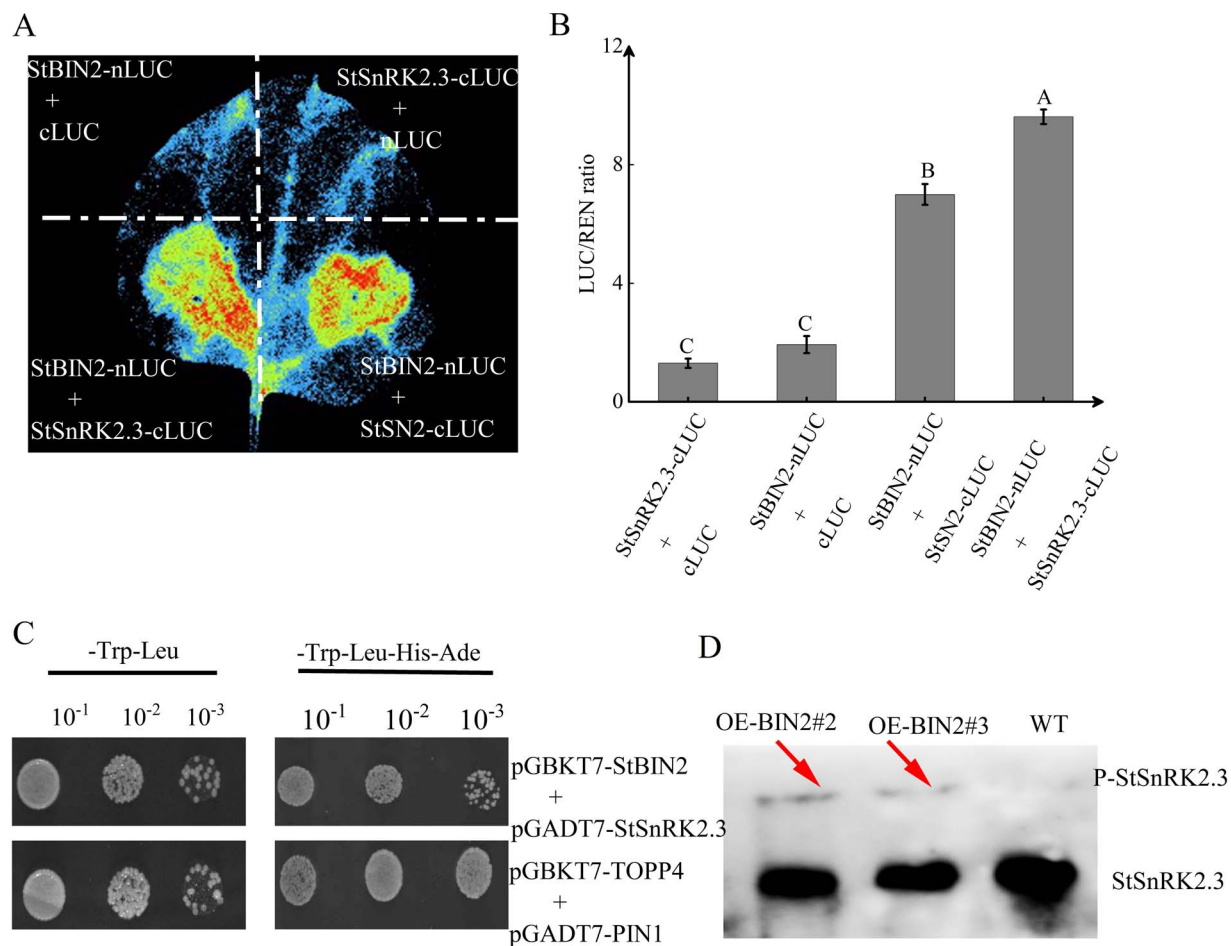 A
StBIN2-nLUC
+
cLUC
StSnRK2.3-cLUC
+
nLUC
StBIN2-nLUC
+
StSnRK2.3-cLUC
StBIN2-nLUC
+
StSN2-cLUC
B
LUC/REN ratio
12
8
4
0
C
C
B
A
StSnRK2.3-cLUC
+
cLUC
StBIN2-nLUC
+
cLUC
StBIN2-nLUC
+
StSN2-cLUC
StBIN2-nLUC
+
StSnRK2.3-cLUC
C
-Trp-Leu
-Trp-Leu-His-Ade
10⁻¹ 10⁻² 10⁻³
10⁻¹ 10⁻² 10⁻³
pGBKT7-StBIN2
+
pGADT7-StSnRK2.3
pGBKT7-TOPP4
+
pGADT7-PIN1
D
OE-BIN2#2 OE-BIN2#3 WT
P-StSnRK2.3
StSnRK2.3